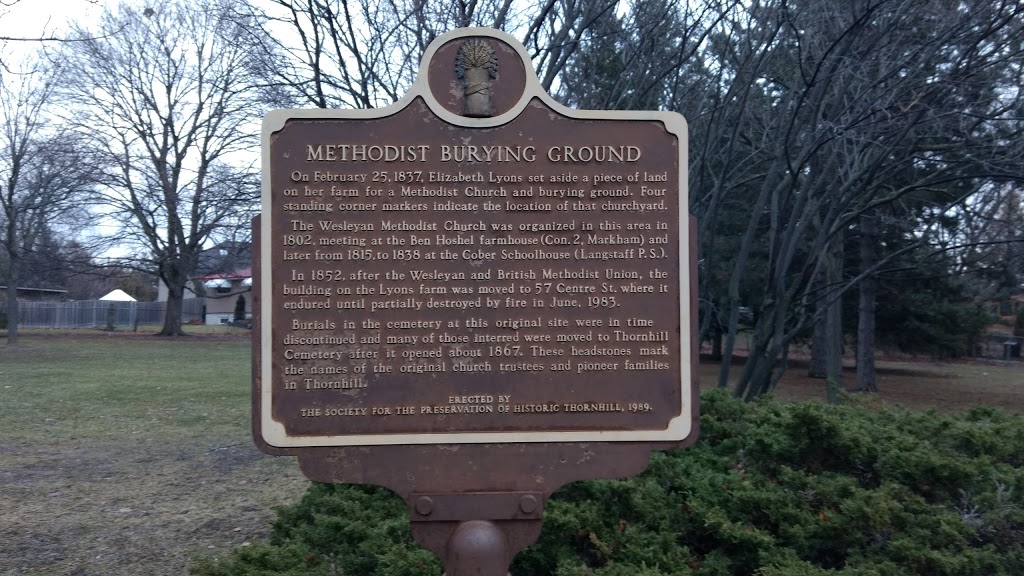 METHODIST BURYING GROUND
On February 25, 1837, Elizabeth Lyons set aside a piece of land
on her farm for a Methodist Church and burying ground. Four
standing corner markers indicate the location of that churchyard.
The Wesleyan Methodist Church was organized in this area in
1802, meeting at the Ben Hoshel farmhouse (Con. 2, Markham) and
later from 1815, to 1838 at the Cober Schoolhouse (Langstaff P.S.).
In 1852, after the Wesleyan and British Methodist Union, the
building on the Lyons farm was moved to 57 Centre St. where it
endured until partially destroyed by fire in June, 1983.
Burials in the cemetery at this original site were in time
discontinued and many of those interred were moved to Thornhill
Cemetery after it opened about 1867. These headstones mark
the names of the original church trustees and pioneer families
in Thornhill.
ERECTED BY
THE SOCIETY FOR THE PRESERVATION OF HISTORIC THORNHILL, 1989.